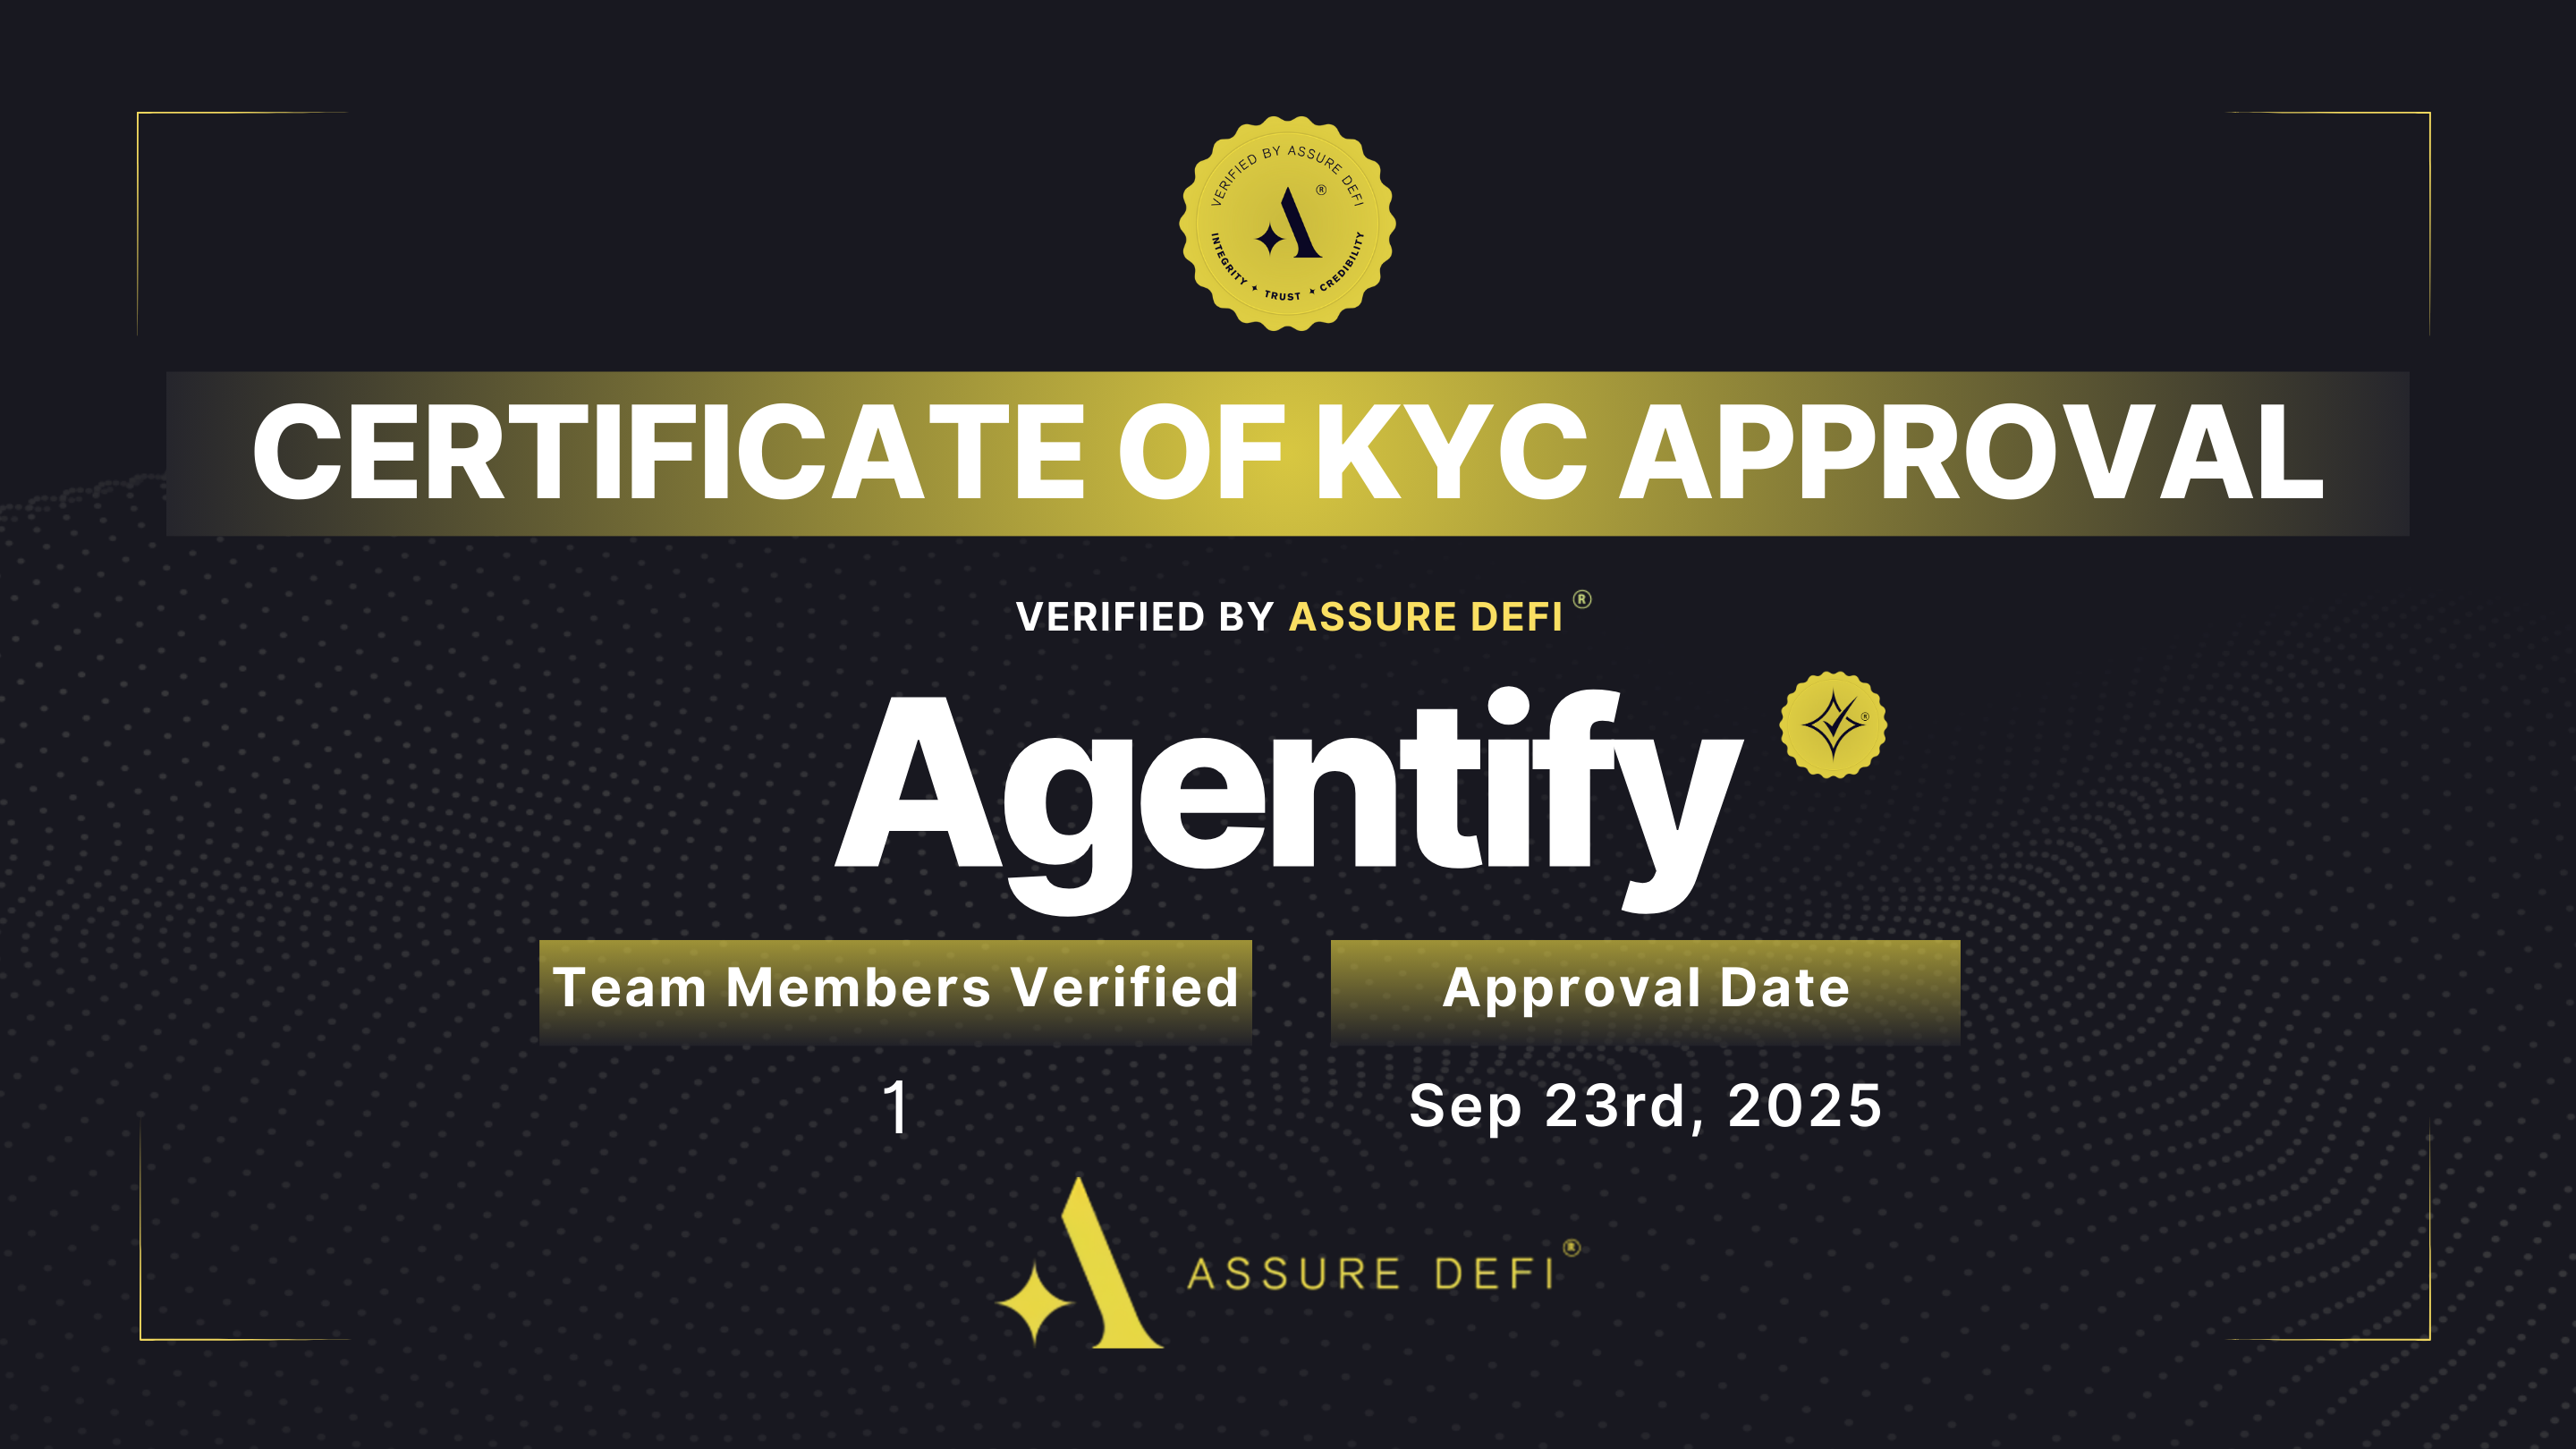 VERIFIED BY ASSURE DEFI
®
INTEGRITY ✦ TRUST ✦ CREDIBILITY
CERTIFICATE OF KYC APPROVAL
VERIFIED BY ASSURE DEFI ®
Agentify
®
Team Members Verified
1
Approval Date
Sep 23rd, 2025
ASSURE DEFI ®